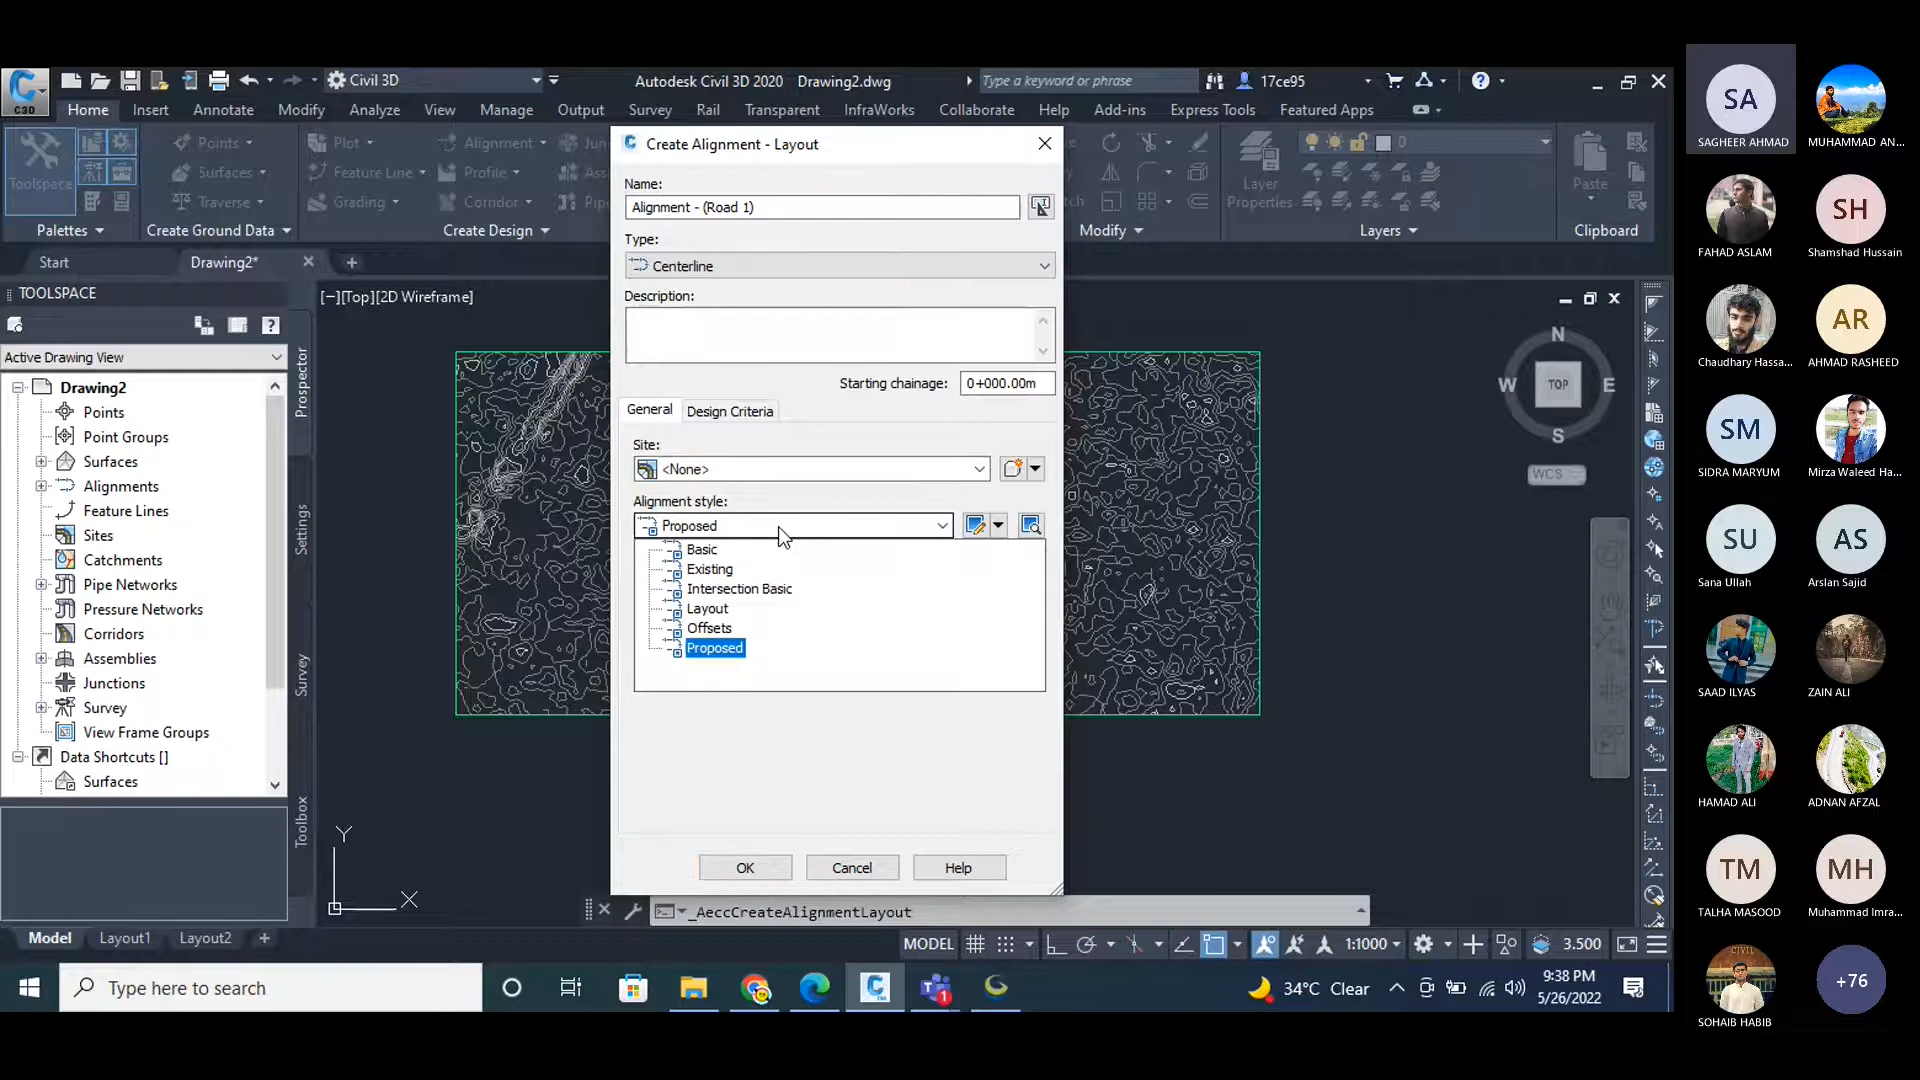 C3D
Civil 3D
Autodesk Civil 3D 2020 Drawing2.dwg
Type a keyword or phrase
17ce95
Home Insert Annotate Modify Analyze View Manage Output Survey Rail Transparent InfraWorks Collaborate Help Add-ins Express Tools Featured Apps
Toolspace
Points
Surfaces
Traverse
Plot
Feature Line
Grading
Alignment
Profile
Corridor
Layer
Properties
0
Paste
Palettes Create Ground Data Create Design Modify Layers Clipboard
Start Drawing2*
TOOLSPACE
[−][Top][2D Wireframe]
Active Drawing View
Drawing2
Points
Point Groups
Surfaces
Alignments
Feature Lines
Sites
Catchments
Pipe Networks
Pressure Networks
Corridors
Assemblies
Junctions
Survey
View Frame Groups
Data Shortcuts []
Surfaces
Prospector
Settings
Survey
Toolbox
Create Alignment - Layout
Name:
Alignment - (Road 1)
Type:
Centerline
Description:
Starting chainage: 0+000.00m
General Design Criteria
Site:
<None>
Alignment style:
Proposed
Basic
Existing
Intersection Basic
Layout
Offsets
Proposed
OK Cancel Help
N
W TOP E
S
WCS
Y
X
_AeccCreateAlignmentLayout
Model Layout1 Layout2
MODEL 1:1000 3.500
Type here to search
1
34°C Clear
9:38 PM
5/26/2022
SA
SAGHEER AHMAD
MUHAMMAD AN...
FAHAD ASLAM
SH
Shamshad Hussain
Chaudhary Hassa...
AR
AHMAD RASHEED
SM
SIDRA MARYUM
Mirza Waleed Ha...
SU
Sana Ullah
AS
Arslan Sajid
SAAD ILYAS
ZAIN ALI
HAMAD ALI
ADNAN AFZAL
TM
TALHA MASOOD
MH
Muhammad Imra...
CIVIL
SOHAIB HABIB
+76